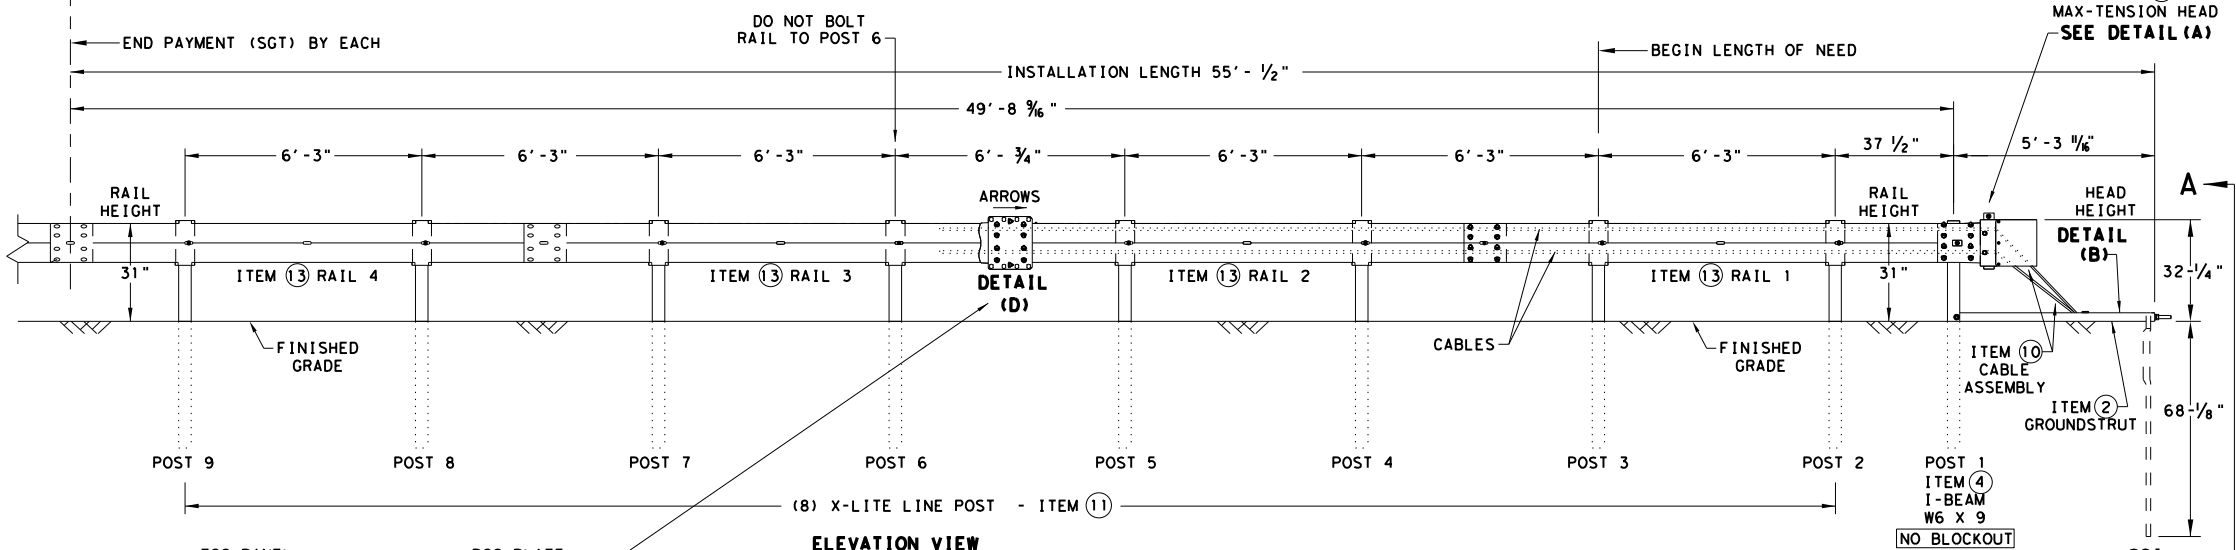 MAX-TENSION HEAD
SEE DETAIL(A)
DO NOT BOLT
RAIL TO POST 6
END PAYMENT (SGT) BY EACH
BEGIN LENGTH OF NEED
INSTALLATION LENGTH 55'- 1/2"
49'-8 9/16"
6'-3"
6'-3"
6'-3"
6'- 3/4"
6'-3"
6'-3"
6'-3"
37 1/2"
5'-3 11/16"
A
RAIL
HEIGHT
ARROWS
RAIL
HEIGHT
HEAD
HEIGHT
DETAIL
(B)
31"
ITEM 13 RAIL 4
ITEM 13 RAIL 3
DETAIL
(D)
ITEM 13 RAIL 2
ITEM 13 RAIL 1
31"
32-1/4"
FINISHED
GRADE
CABLES
FINISHED
GRADE
ITEM 10
CABLE
ASSEMBLY
ITEM 2
GROUNDSTRUT
68-1/8"
POST 9
POST 8
POST 7
POST 6
POST 5
POST 4
POST 3
POST 2
POST 1
ITEM 4
I-BEAM
W6 X 9
NO BLOCKOUT
(8) X-LITE LINE POST - ITEM 11
ELEVATION VIEW